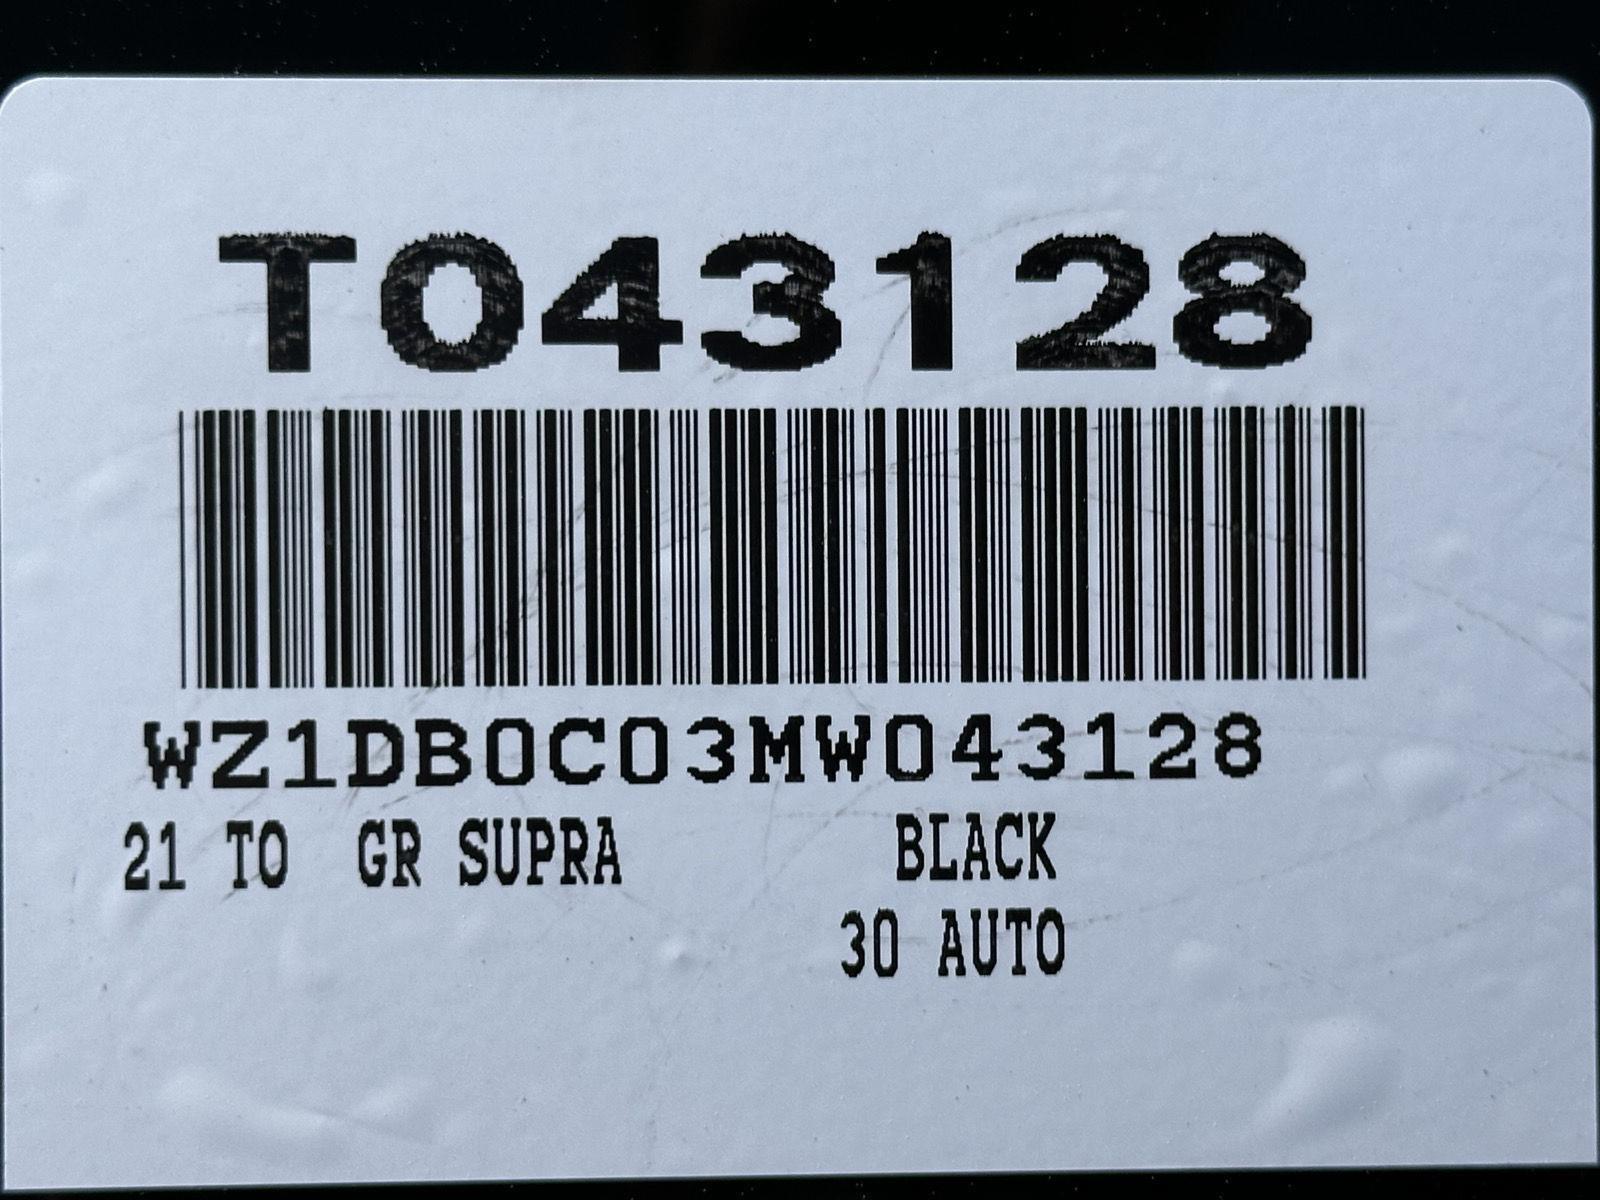 T043128
WZ1DB0C03MW043128
21 TO GR SUPRA BLACK
30 AUTO